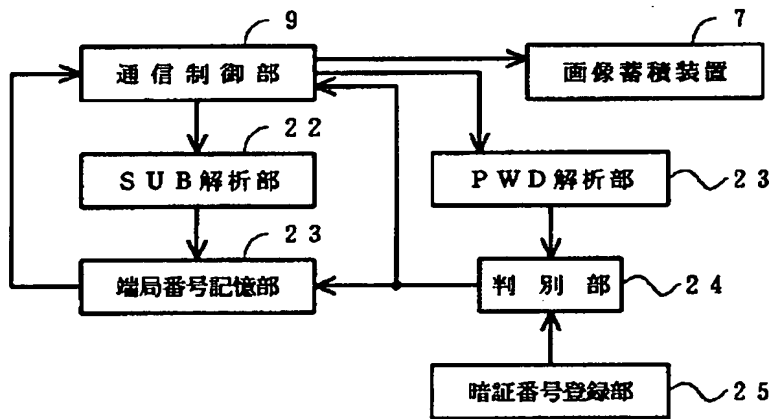 9
7
通信制御部
画像蓄積装置
22
SUB解析部
PWD解析部
23
23
端局番号記憶部
判別部
24
暗証番号登録部
25